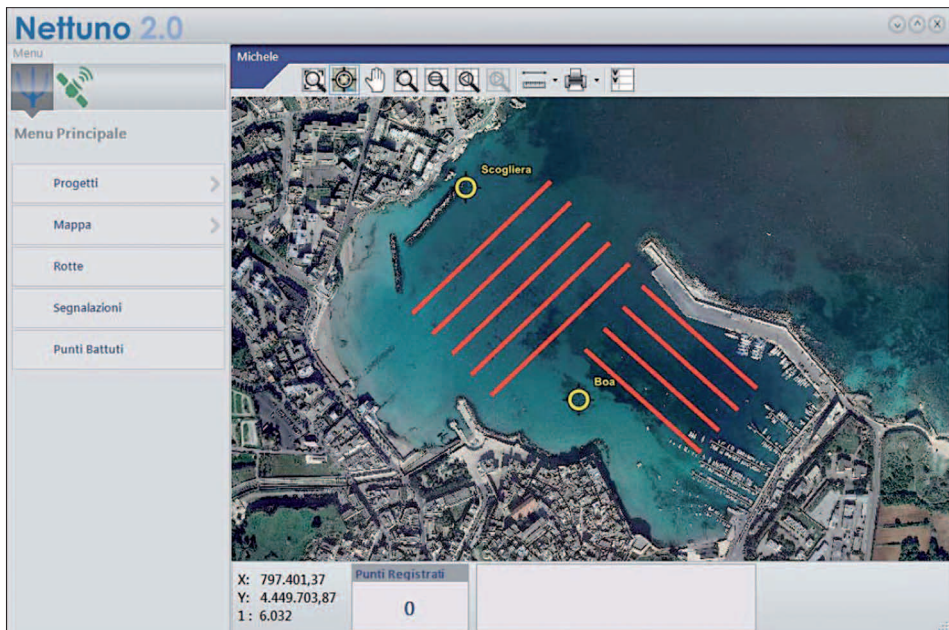 Nettuno 2.0
Menu
Michele
Menu Principale
Progetti
Mappa
Rotte
Segnalazioni
Punti Battuti
Scogliera
Boa
X: 797.401,37
Y: 4.449.703,87
1 : 6.032
Punti Registrati
0